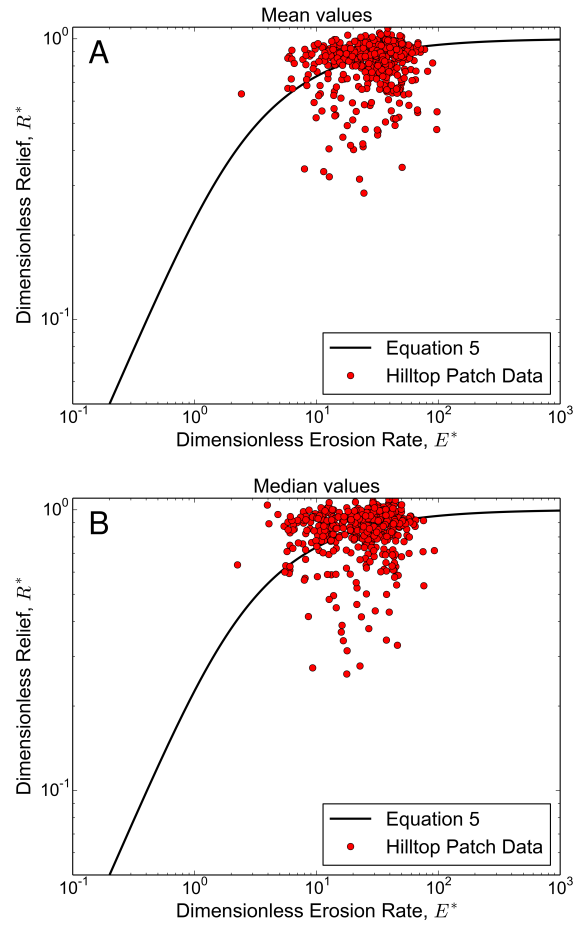 Mean values
A
10^0
10^-1
Dimensionless Relief, R*
Equation 5
Hilltop Patch Data
10^-1 10^0 10^1 10^2 10^3
Dimensionless Erosion Rate, E*
Median values
B
10^0
10^-1
Dimensionless Relief, R*
Equation 5
Hilltop Patch Data
10^-1 10^0 10^1 10^2 10^3
Dimensionless Erosion Rate, E*